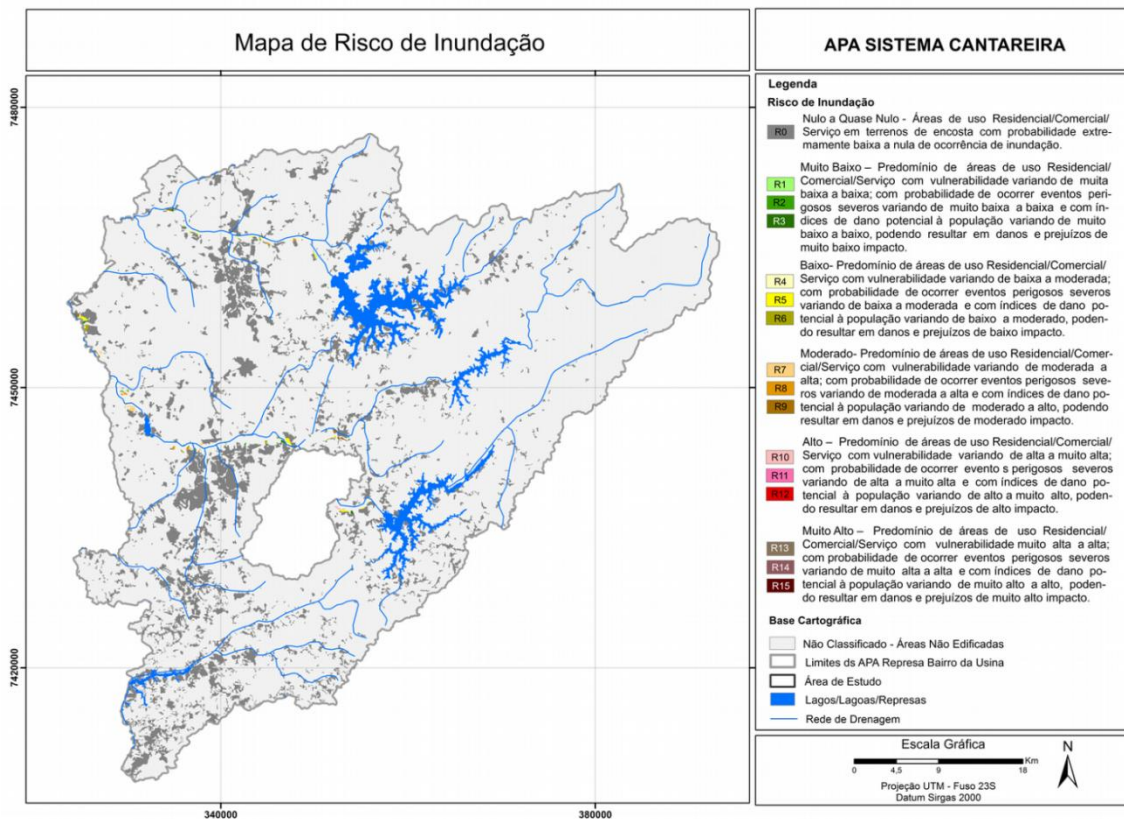 Mapa de Risco de Inundação
APA SISTEMA CANTAREIRA
7480000
7450000
7420000
340000
380000
Legenda
Risco de Inundação
R0
Nulo a Quase Nulo - Áreas de uso Residencial/Comercial/
Serviço em terrenos de encosta com probabilidade extre-
mamente baixa a nula de ocorrência de inundação.
R1
R2
R3
Muito Baixo – Predomínio de áreas de uso Residencial/
Comercial/Serviço com vulnerabilidade variando de muita
baixa a baixa; com probabilidade de ocorrer eventos peri-
gosos severos variando de muito baixa a baixa e com ín-
dices de dano potencial à população variando de muito
baixo a baixo, podendo resultar em danos e prejuízos de
muito baixo impacto.
R4
R5
R6
Baixo- Predomínio de áreas de uso Residencial/Comercial/
Serviço com vulnerabilidade variando de baixa a moderada;
com probabilidade de ocorrer eventos perigosos severos
variando de baixa a moderada e com índices de dano po-
tencial à população variando de baixo a moderado, poden-
do resultar em danos e prejuízos de baixo impacto.
R7
R8
R9
Moderado- Predomínio de áreas de uso Residencial/Comer-
cial/Serviço com vulnerabilidade variando de moderada a
alta; com probabilidade de ocorrer eventos perigosos seve-
ros variando de moderada a alta e com índices de dano po-
tencial à população variando de moderado a alto, podendo
resultar em danos e prejuízos de moderado impacto.
R10
R11
R12
Alto – Predomínio de áreas de uso Residencial/Comercial/
Serviço com vulnerabilidade variando de alta a muito alta;
com probabilidade de ocorrer evento s perigosos severos
variando de alta a muito alta e com índices de dano po-
tencial à população variando de alto a muito alto, poden-
do resultar em danos e prejuízos de alto impacto.
R13
R14
R15
Muito Alto – Predomínio de áreas de uso Residencial/
Comercial/Serviço com vulnerabilidade muito alta a alta;
com probabilidade de ocorrer eventos perigosos severos
variando de muito alta a alta e com índices de dano po-
tencial à população variando de muito alto a alto, poden-
do resultar em danos e prejuízos de muito alto impacto.
Base Cartográfica
Não Classificado - Áreas Não Edificadas
Limites ds APA Represa Bairro da Usina
Área de Estudo
Lagos/Lagoas/Represas
Rede de Drenagem
Escala Gráfica
N
Km
0 4,5 9 18
Projeção UTM - Fuso 23S
Datum Sirgas 2000